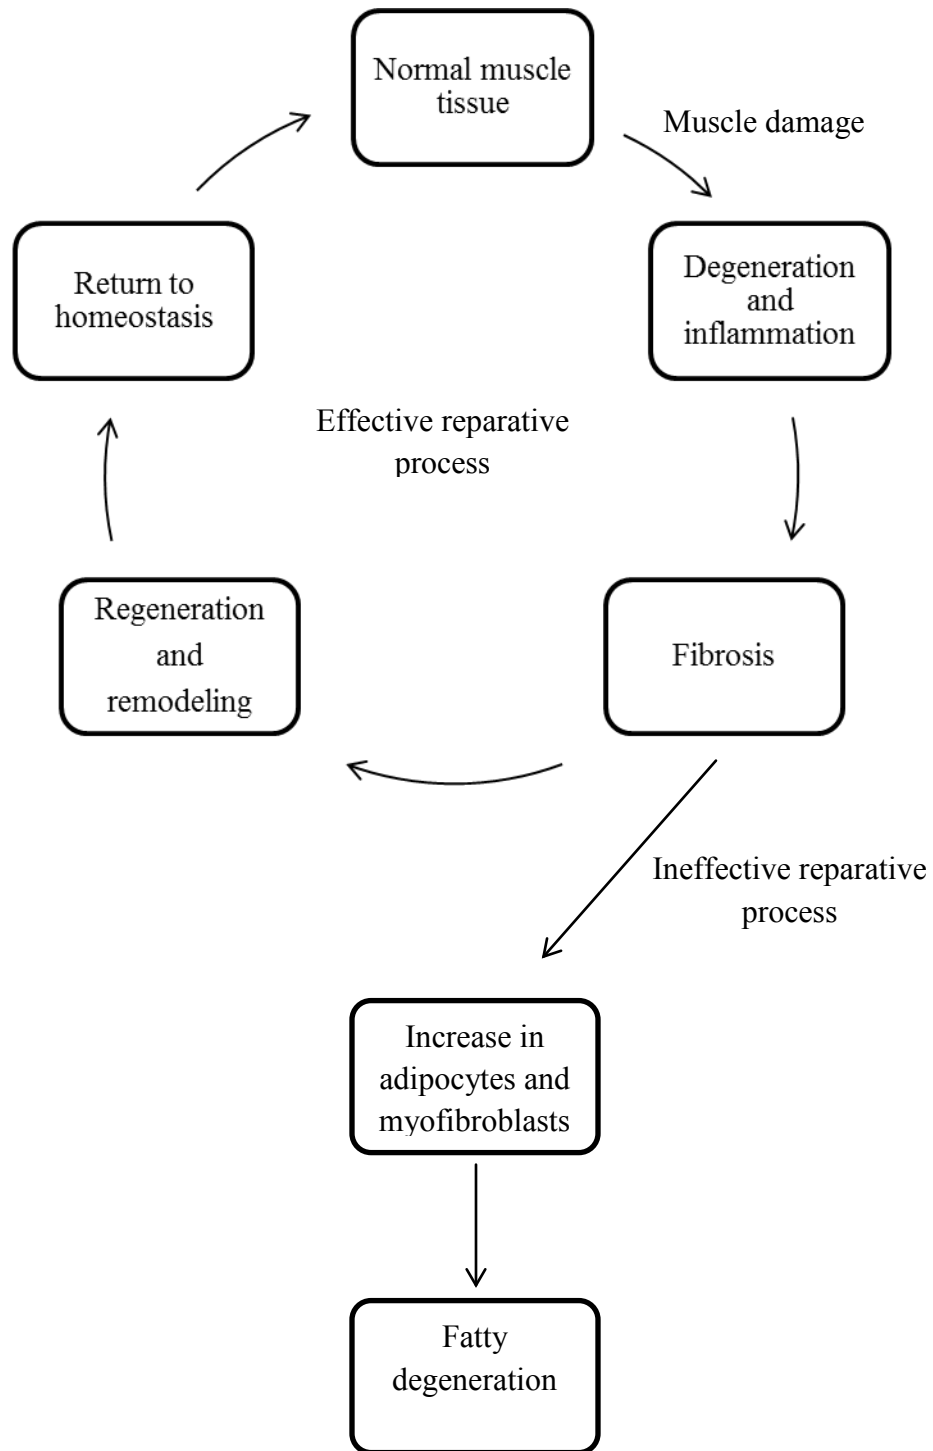 Normal muscle
tissue
Muscle damage
Degeneration
and
inflammation
Return to
homeostasis
Effective reparative
process
Regeneration
and
remodeling
Fibrosis
Ineffective reparative
process
Increase in
adipocytes and
myofibroblasts
Fatty
degeneration